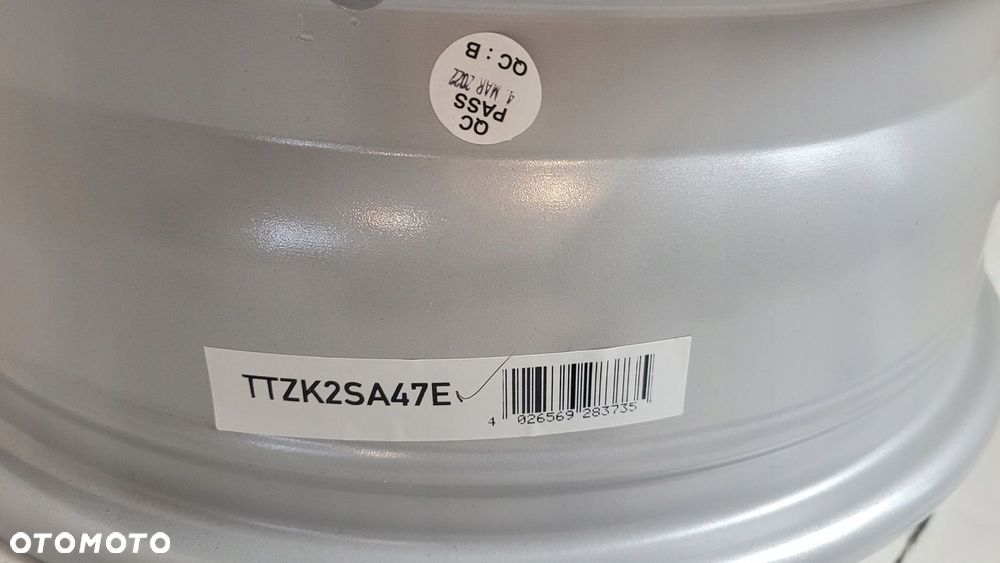 L
QC
PASS
4. MAR 2022
QC : B
TTZK2SA47E
4 026569 283735
OTOMOTO